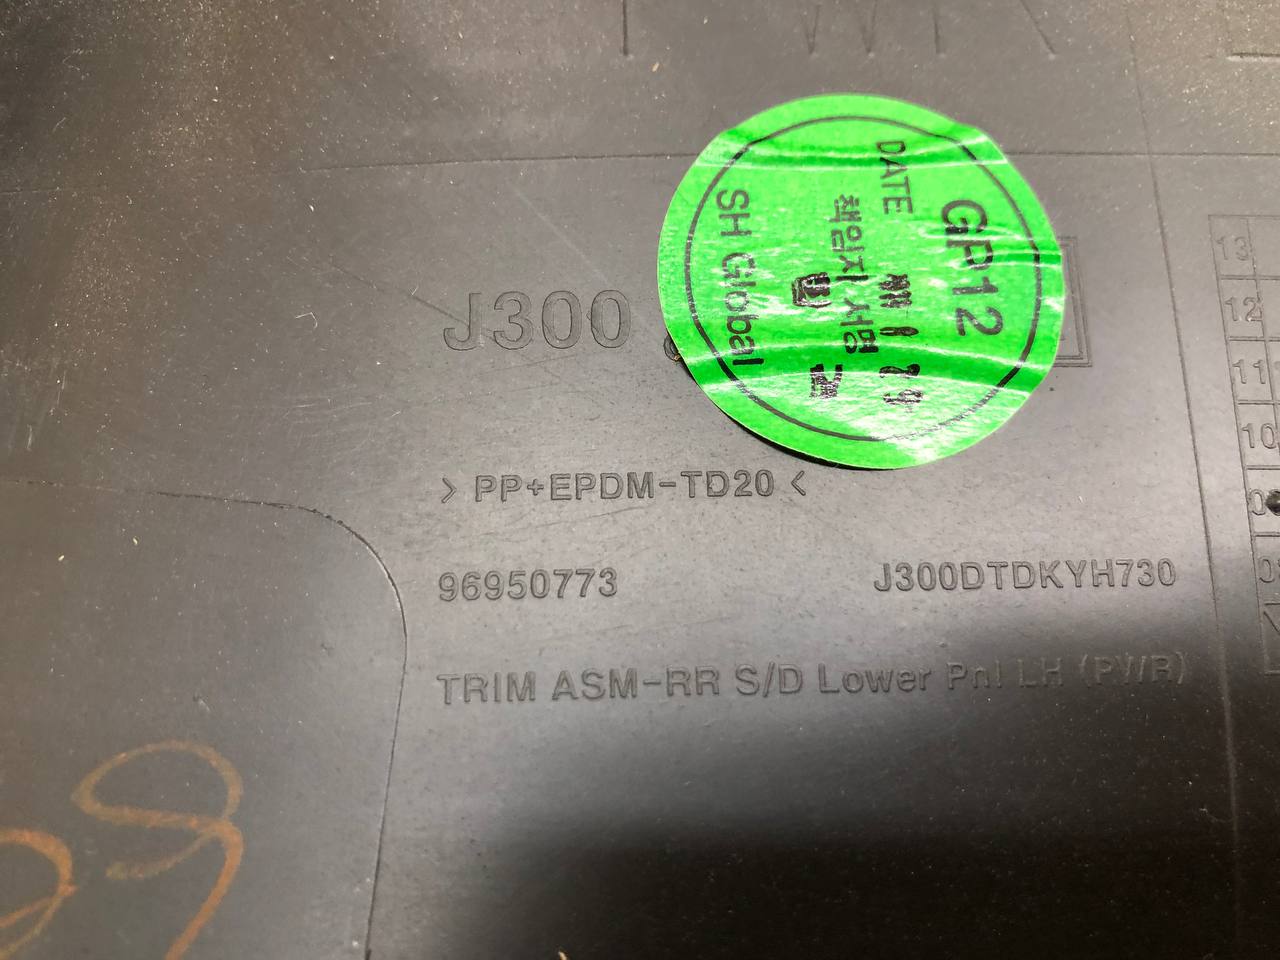 J300
GP12
DATE
책임자 서명
SH Global
> PP+EPDM-TD20 <
96950773
J300DTDKYH730
TRIM ASM-RR S/D Lower Pnl LH (PWR)
13
12
11
10